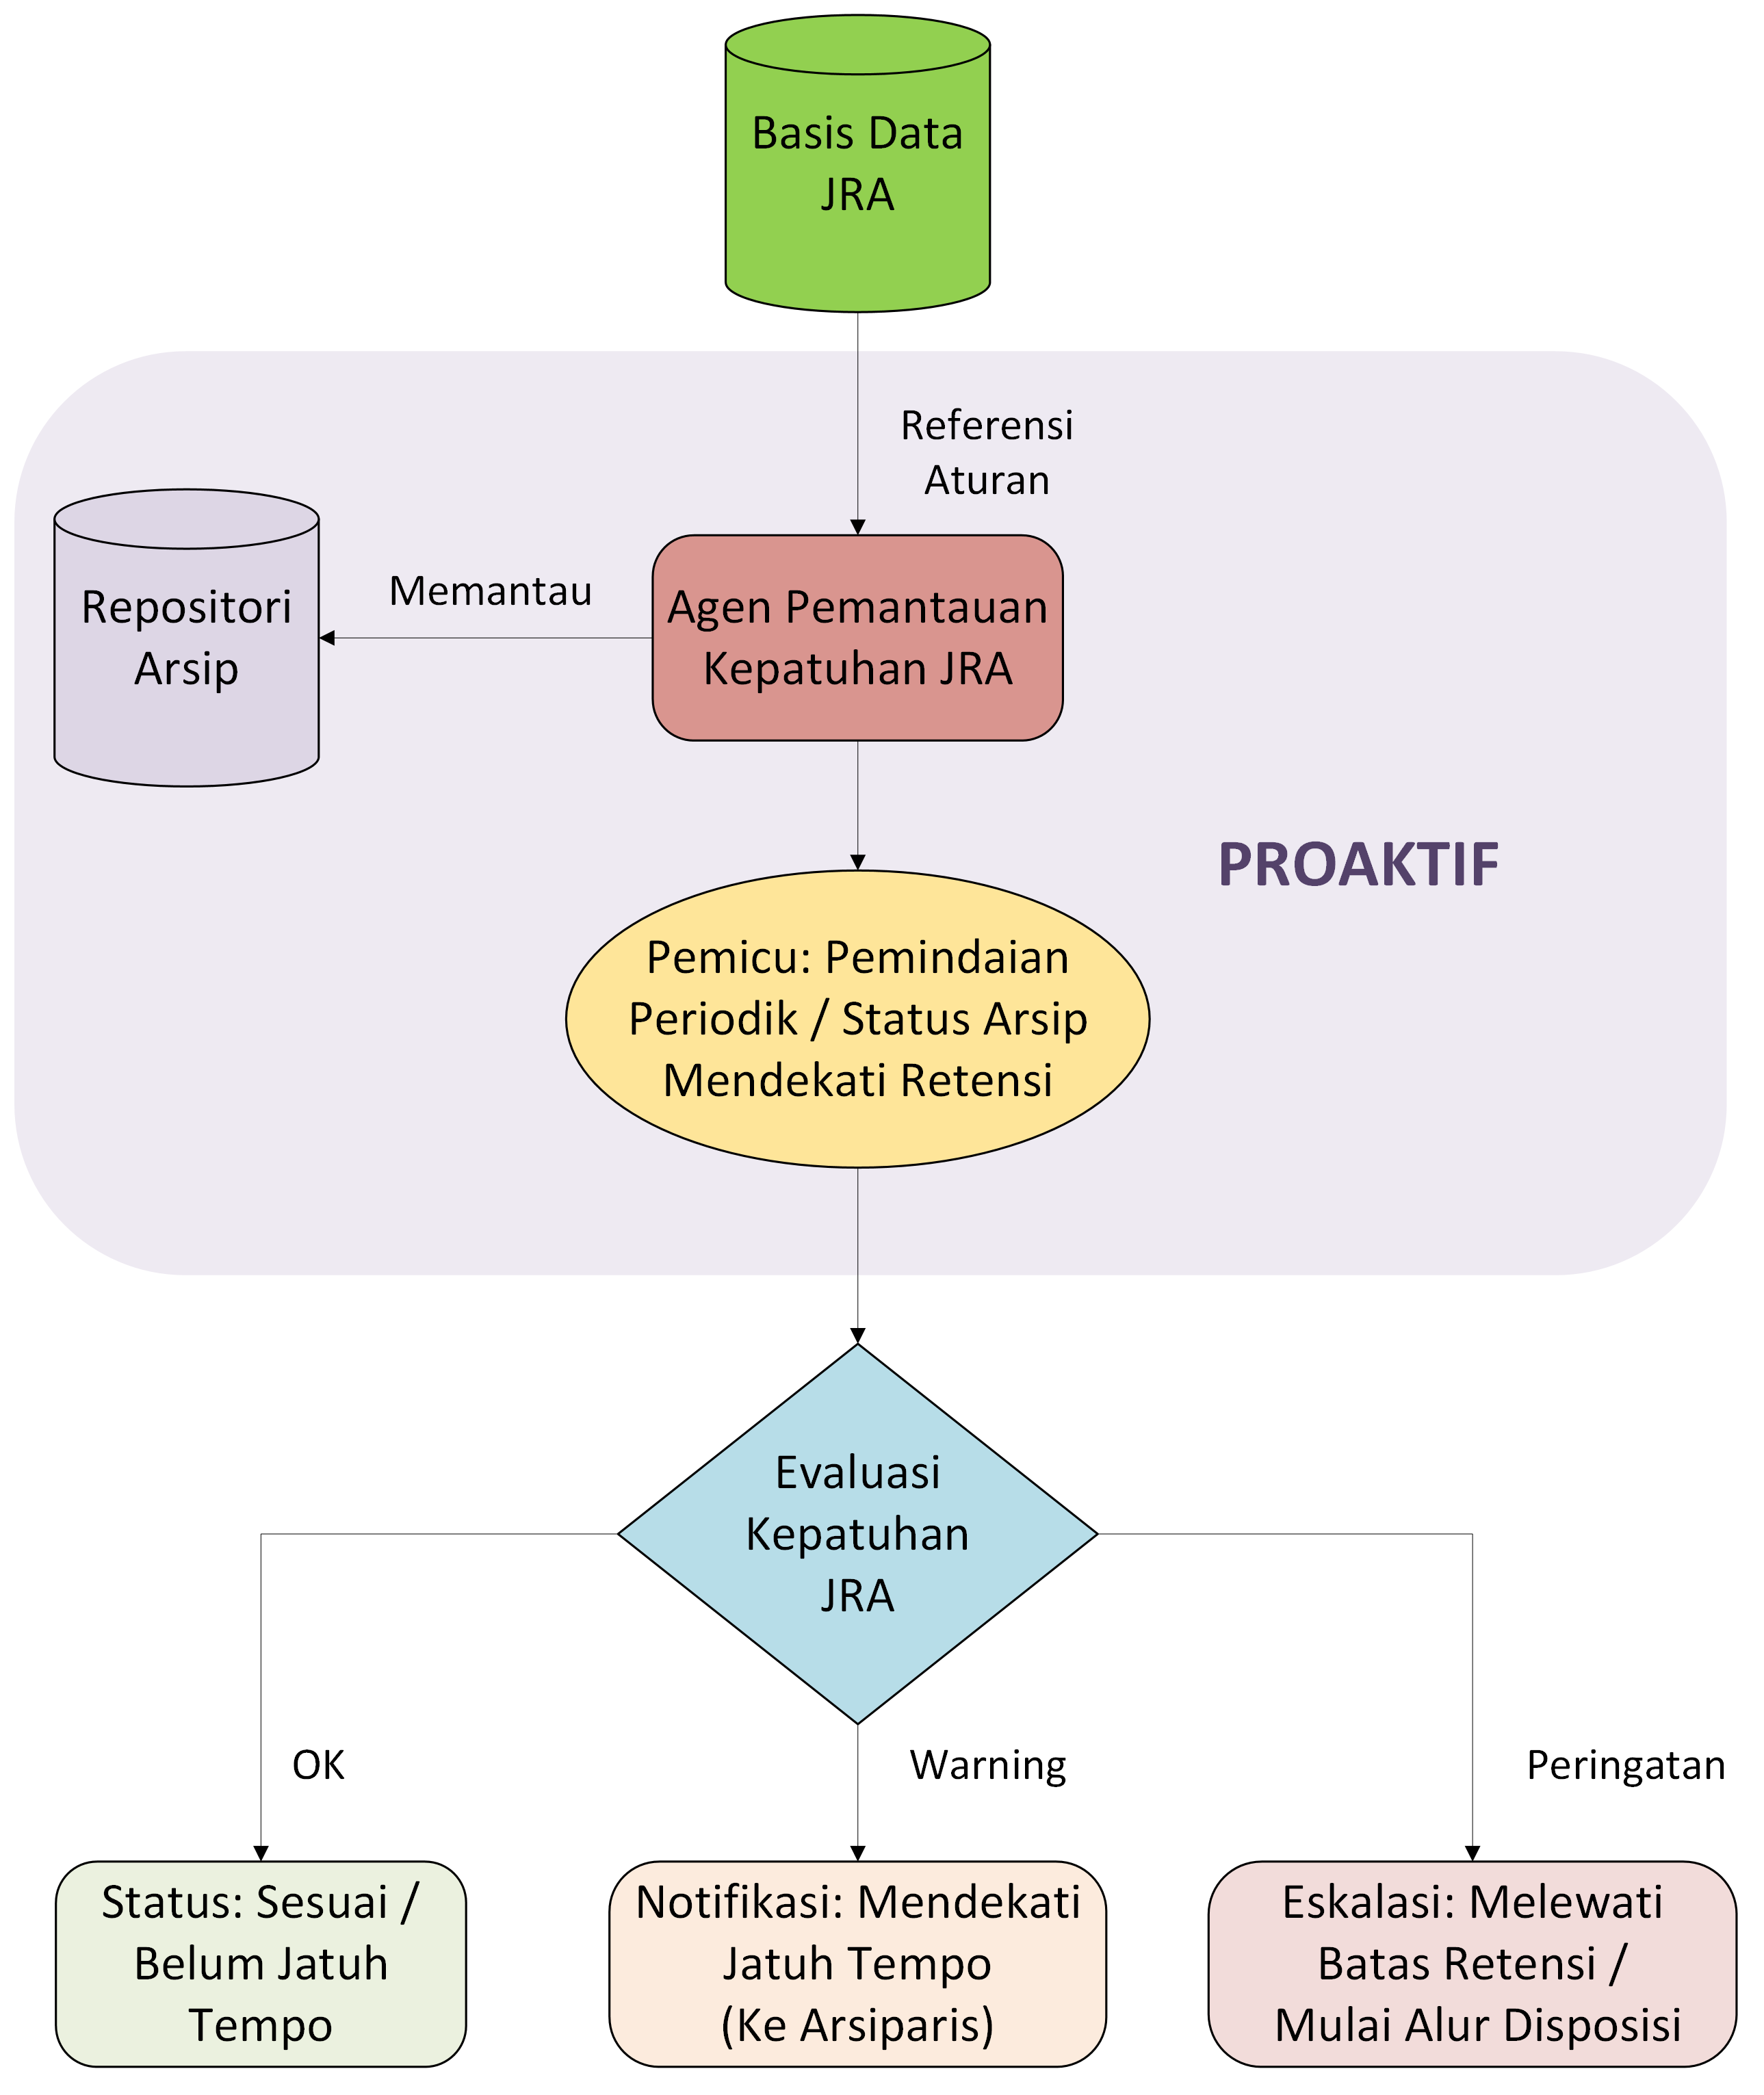 Basis Data
JRA
Referensi
Aturan
Repositori
Arsip
Memantau
Agen Pemantauan
Kepatuhan JRA
PROAKTIF
Pemicu: Pemindaian
Periodik / Status Arsip
Mendekati Retensi
Evaluasi
Kepatuhan
JRA
OK
Warning
Peringatan
Status: Sesuai /
Belum Jatuh
Tempo
Notifikasi: Mendekati
Jatuh Tempo
(Ke Arsiparis)
Eskalasi: Melewati
Batas Retensi /
Mulai Alur Disposisi